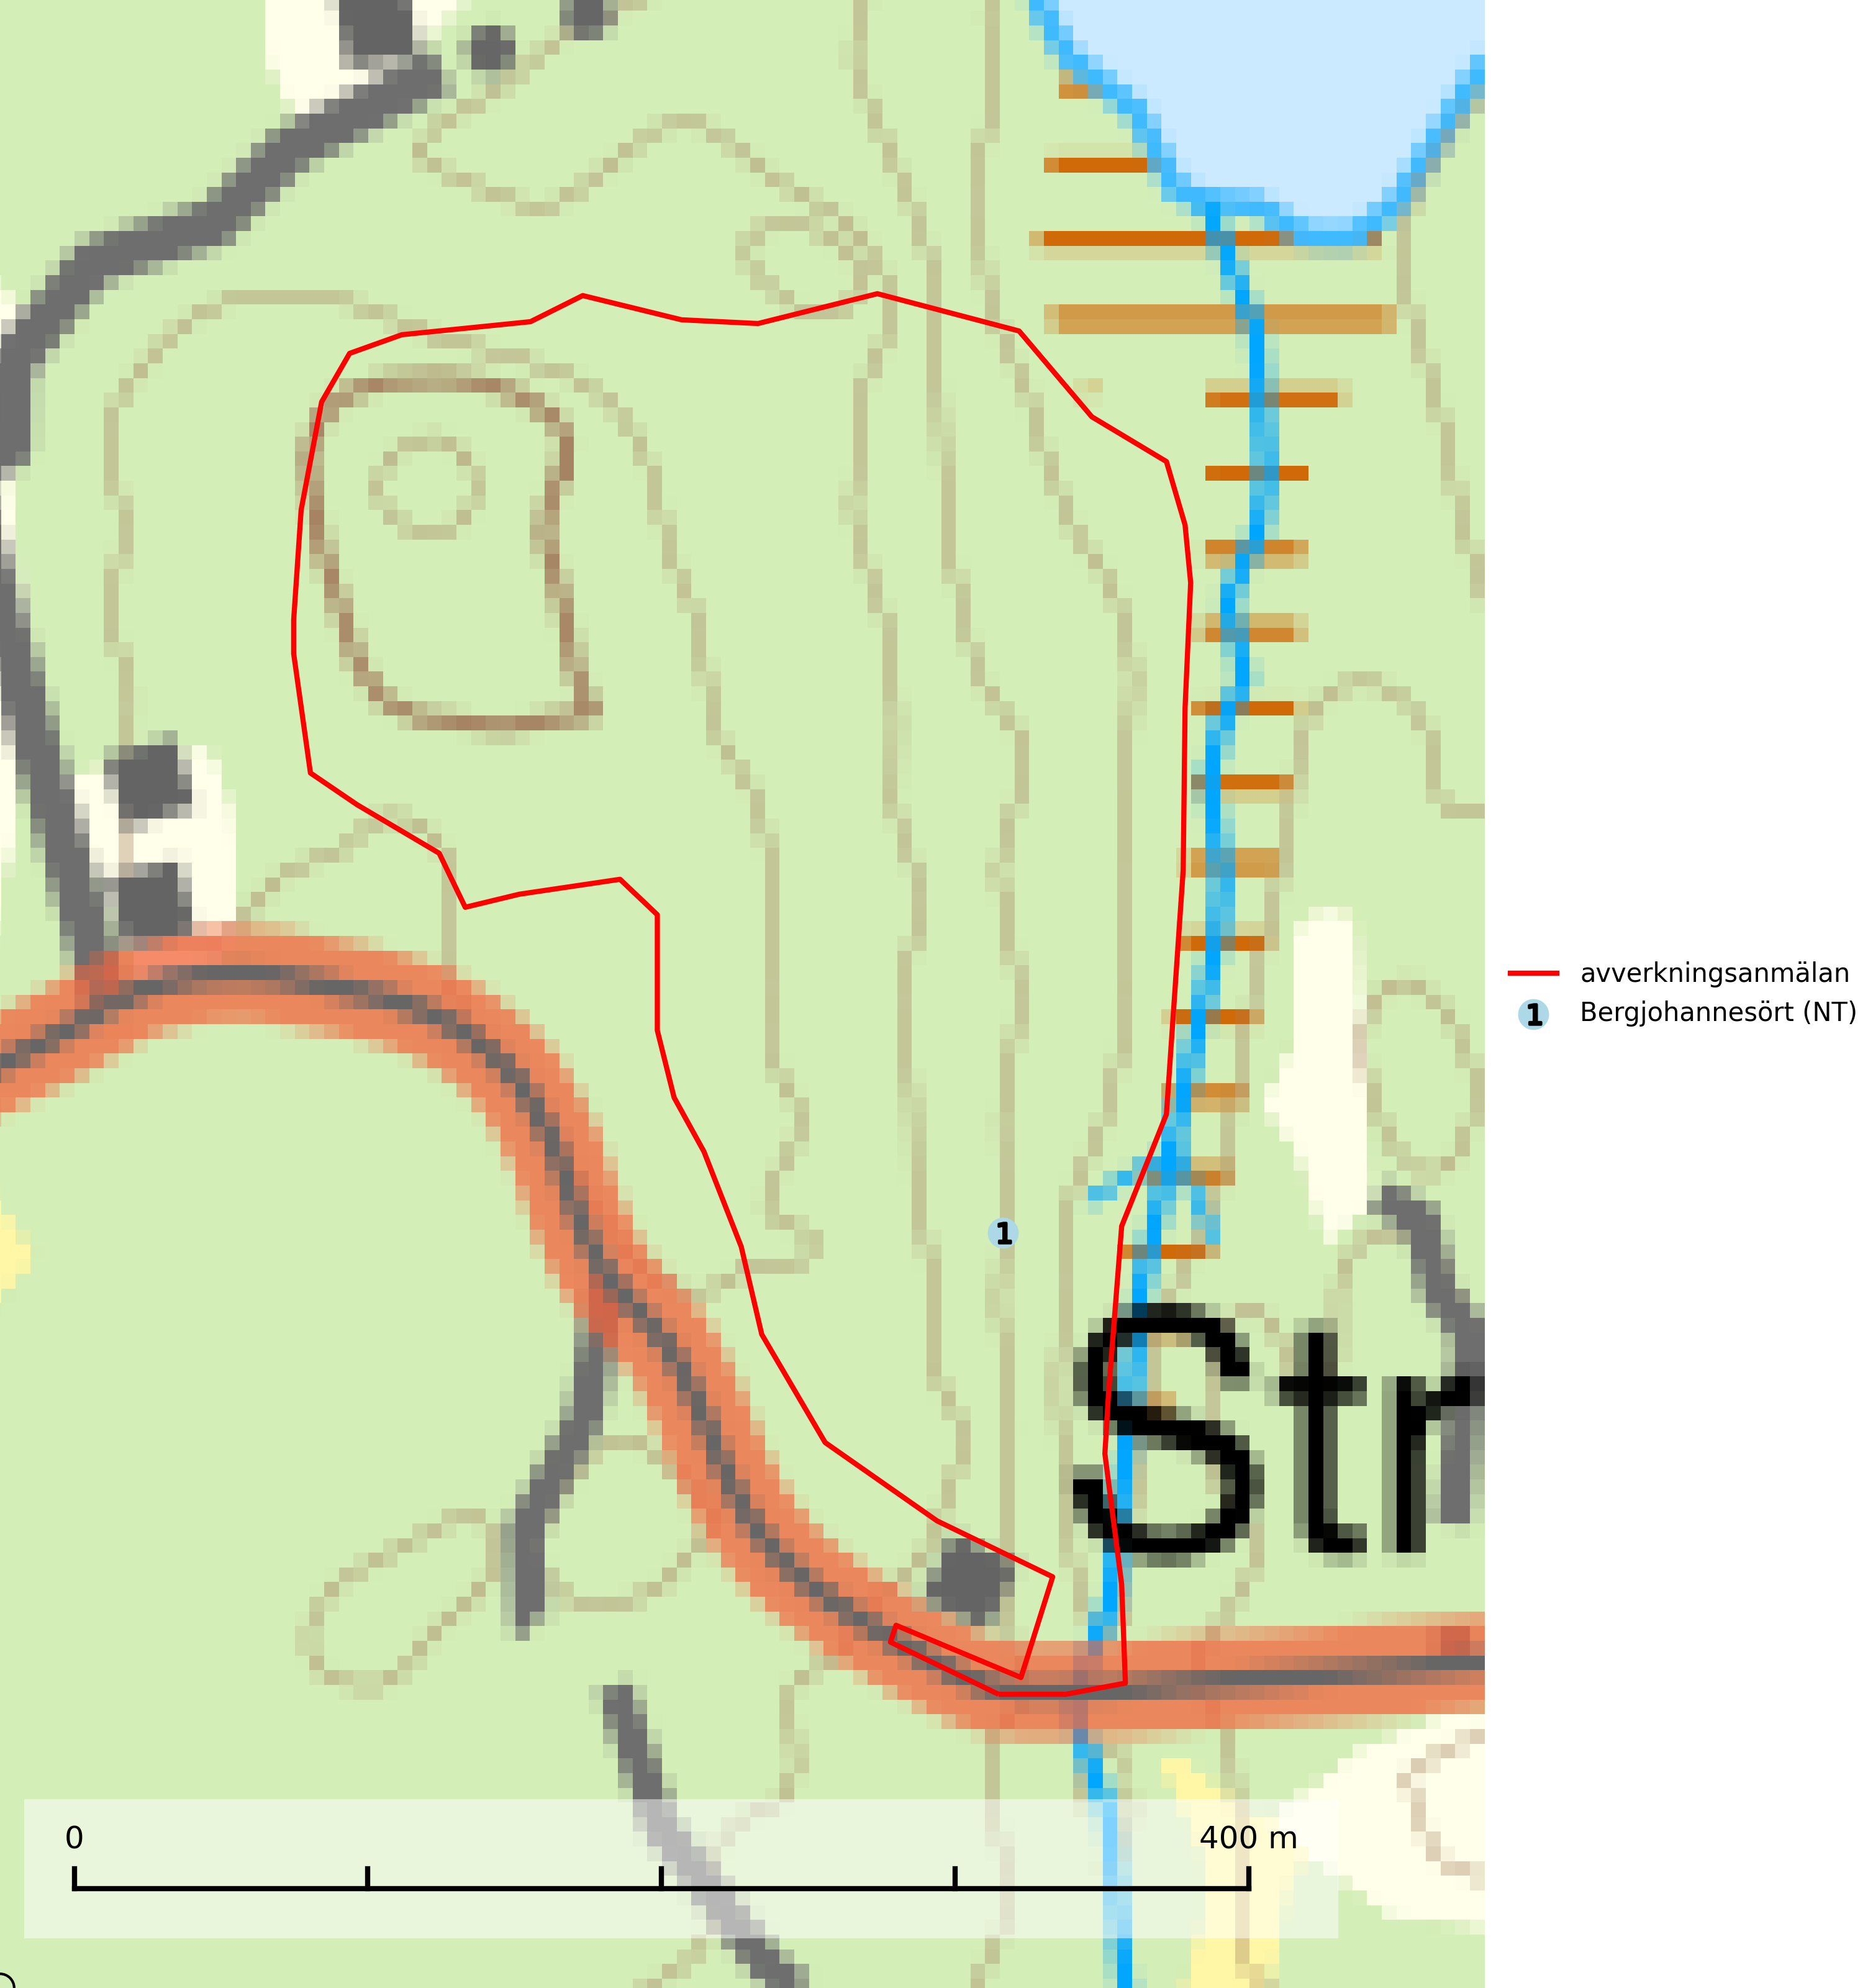 1
Str
avverkningsanmälan
1 Bergjohannesört (NT)
0 400 m